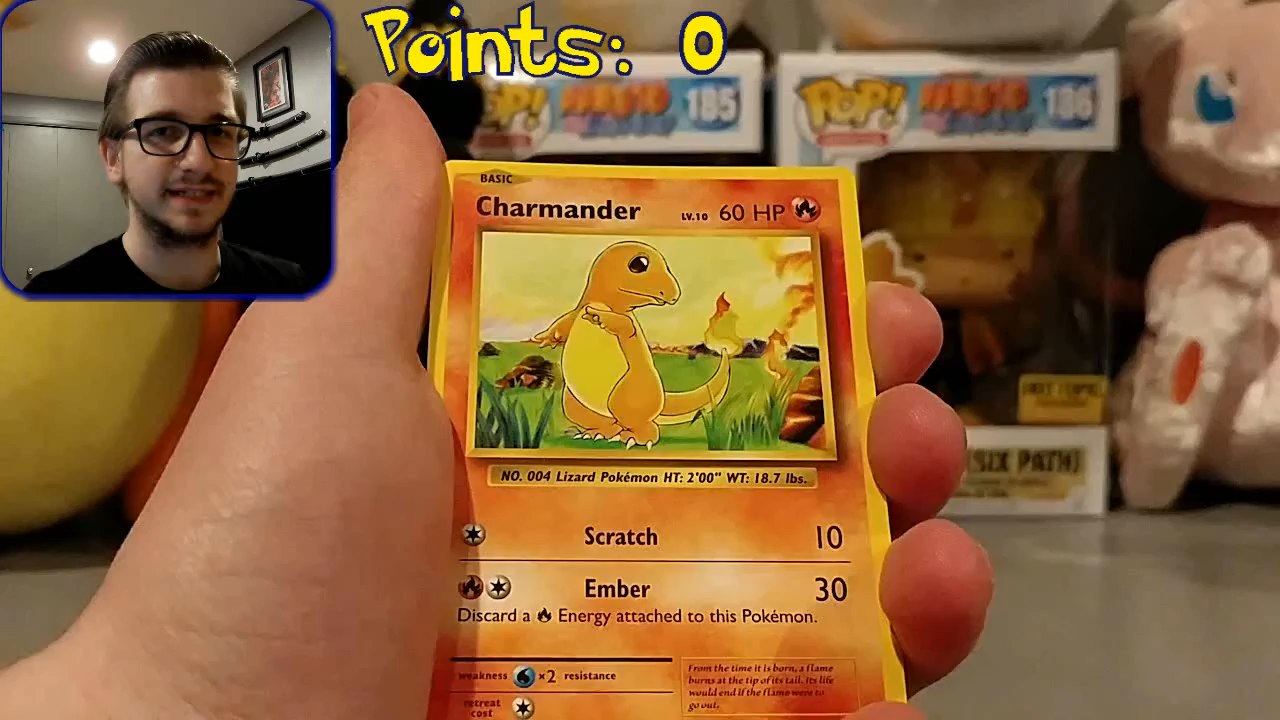 Points: 0
POP!
NARUTO
185
POP!
NARUTO
186
BASIC
Charmander LV.10 60 HP
NO. 004 Lizard Pokémon HT: 2'00" WT: 18.7 lbs.
Scratch 10
Ember 30
Discard a Energy attached to this Pokémon.
weakness ×2 resistance
retreat
cost
From the time it is born, a flame
burns at the tip of its tail. Its life
would end if the flame were to
go out.
(SIX PATH)